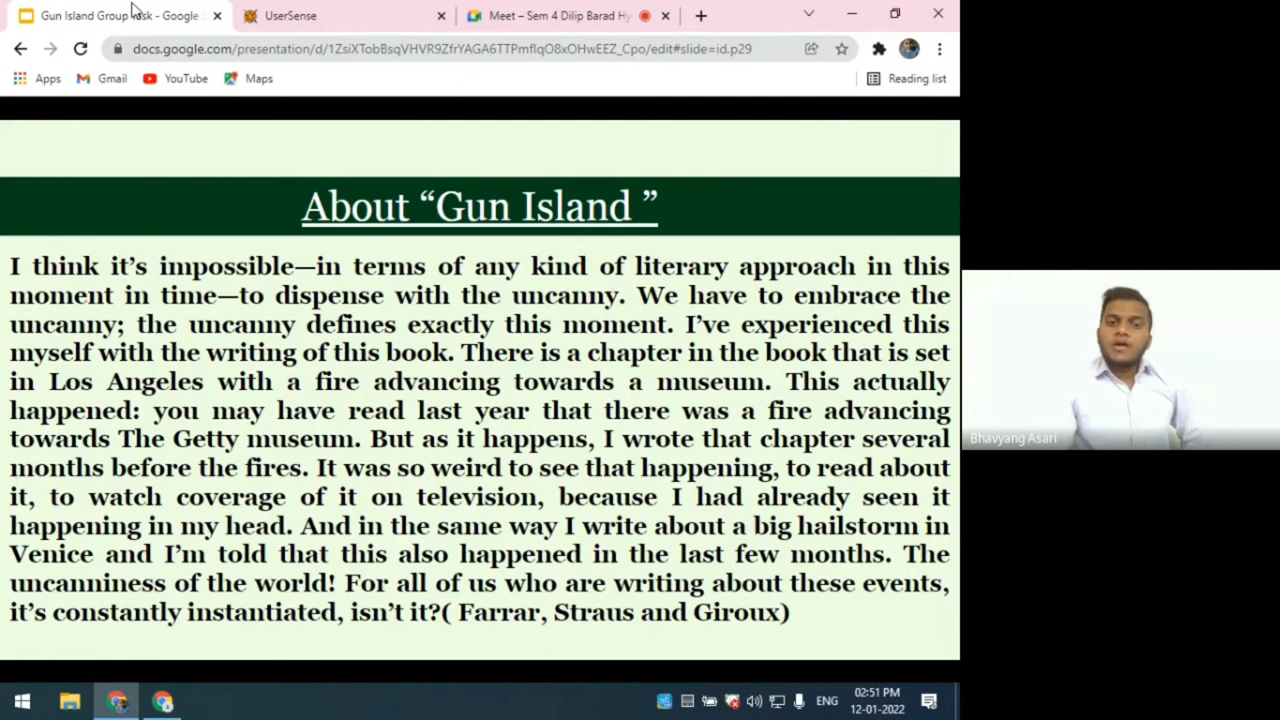 Gun Island Group Task - Google
UserSense
Meet – Sem 4 Dilip Barad Hy
docs.google.com/presentation/d/1ZsiXTobBsqVHVR9ZfrYAGA6TTPmflqO8xOHwEEZ_Cpo/edit#slide=id.p29
Apps
Gmail
YouTube
Maps
Reading list
About “Gun Island ”
I think it’s impossible—in terms of any kind of literary approach in this
moment in time—to dispense with the uncanny. We have to embrace the
uncanny; the uncanny defines exactly this moment. I’ve experienced this
myself with the writing of this book. There is a chapter in the book that is set
in Los Angeles with a fire advancing towards a museum. This actually
happened: you may have read last year that there was a fire advancing
towards The Getty museum. But as it happens, I wrote that chapter several
months before the fires. It was so weird to see that happening, to read about
it, to watch coverage of it on television, because I had already seen it
happening in my head. And in the same way I write about a big hailstorm in
Venice and I’m told that this also happened in the last few months. The
uncanniness of the world! For all of us who are writing about these events,
it’s constantly instantiated, isn’t it?( Farrar, Straus and Giroux)
Bhavyang Asari
ENG
02:51 PM
12-01-2022